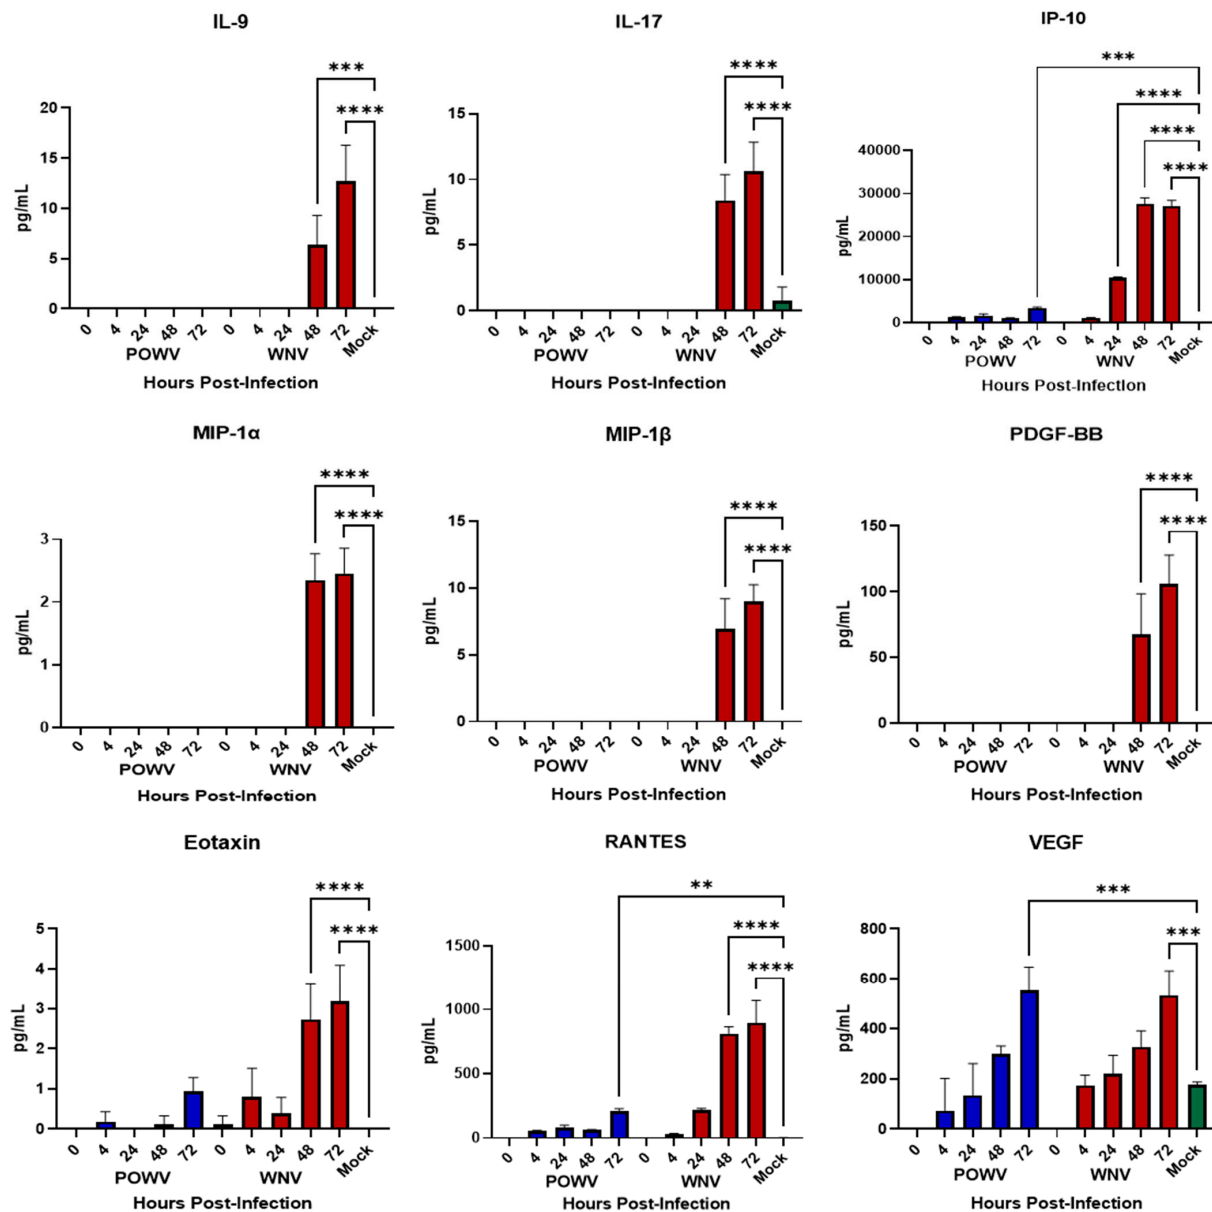 IL-9
***
****
20
15
10
5
0
pg/mL
0 4 24 48 72 0 4 24 48 72 Mock
POWV WNV
Hours Post-Infection
IL-17
****
****
15
10
5
0
pg/mL
0 4 24 48 72 0 4 24 48 72 Mock
POWV WNV
Hours Post-Infection
IP-10
***
****
****
****
40000
30000
20000
10000
0
pg/mL
0 4 24 48 72 0 4 24 48 72 Mock
POWV WNV
Hours Post-Infection
MIP-1α
****
****
3
2
1
0
pg/mL
0 4 24 48 72 0 4 24 48 72 Mock
POWV WNV
Hours Post-Infection
MIP-1β
****
****
15
10
5
0
pg/mL
0 4 24 48 72 0 4 24 48 72 Mock
POWV WNV
Hours Post-Infection
PDGF-BB
****
****
150
100
50
0
pg/mL
0 4 24 48 72 0 4 24 48 72 Mock
POWV WNV
Hours Post-Infection
Eotaxin
****
****
5
4
3
2
1
0
pg/mL
0 4 24 48 72 0 4 24 48 72 Mock
POWV WNV
Hours Post-Infection
RANTES
**
****
****
1500
1000
500
0
pg/mL
0 4 24 48 72 0 4 24 48 72 Mock
POWV WNV
Hours Post-Infection
VEGF
***
***
800
600
400
200
0
pg/mL
0 4 24 48 72 0 4 24 48 72 Mock
POWV WNV
Hours Post-Infection